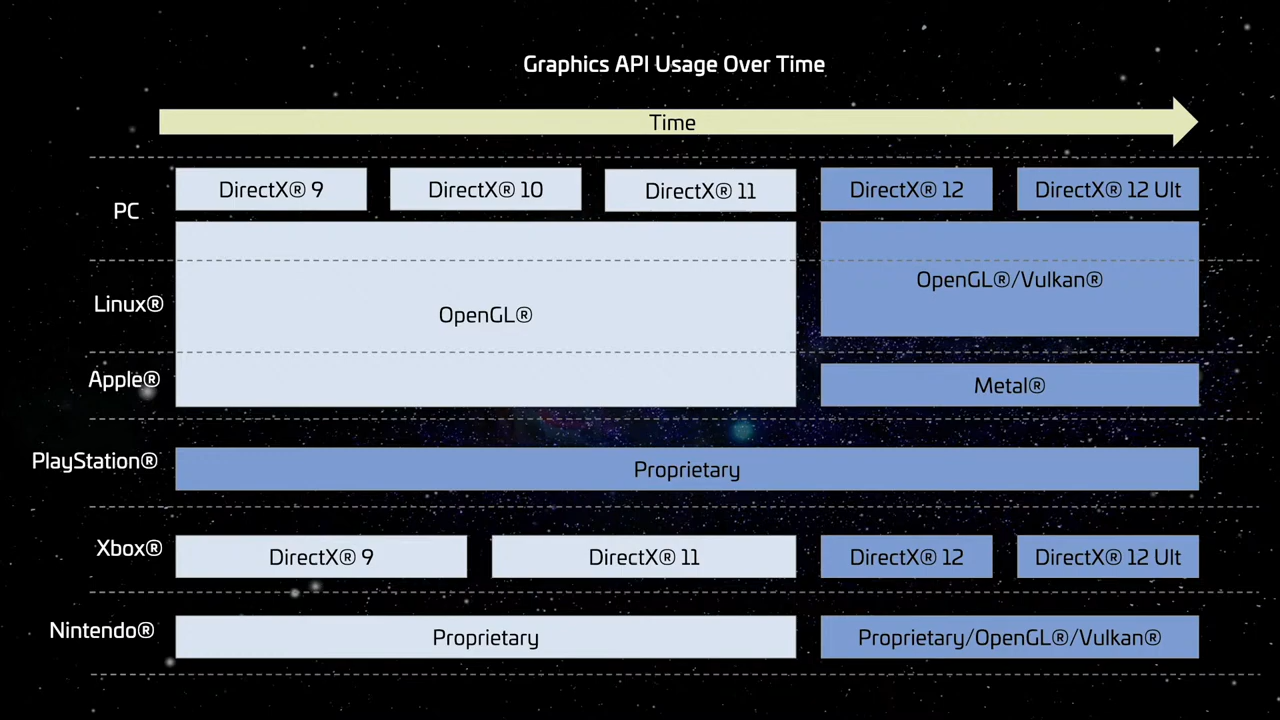 Graphics API Usage Over Time
Time
PC
DirectX® 9
DirectX® 10
DirectX® 11
DirectX® 12
DirectX® 12 Ult
Linux®
OpenGL®
OpenGL®/Vulkan®
Apple®
Metal®
PlayStation®
Proprietary
Xbox®
DirectX® 9
DirectX® 11
DirectX® 12
DirectX® 12 Ult
Nintendo®
Proprietary
Proprietary/OpenGL®/Vulkan®